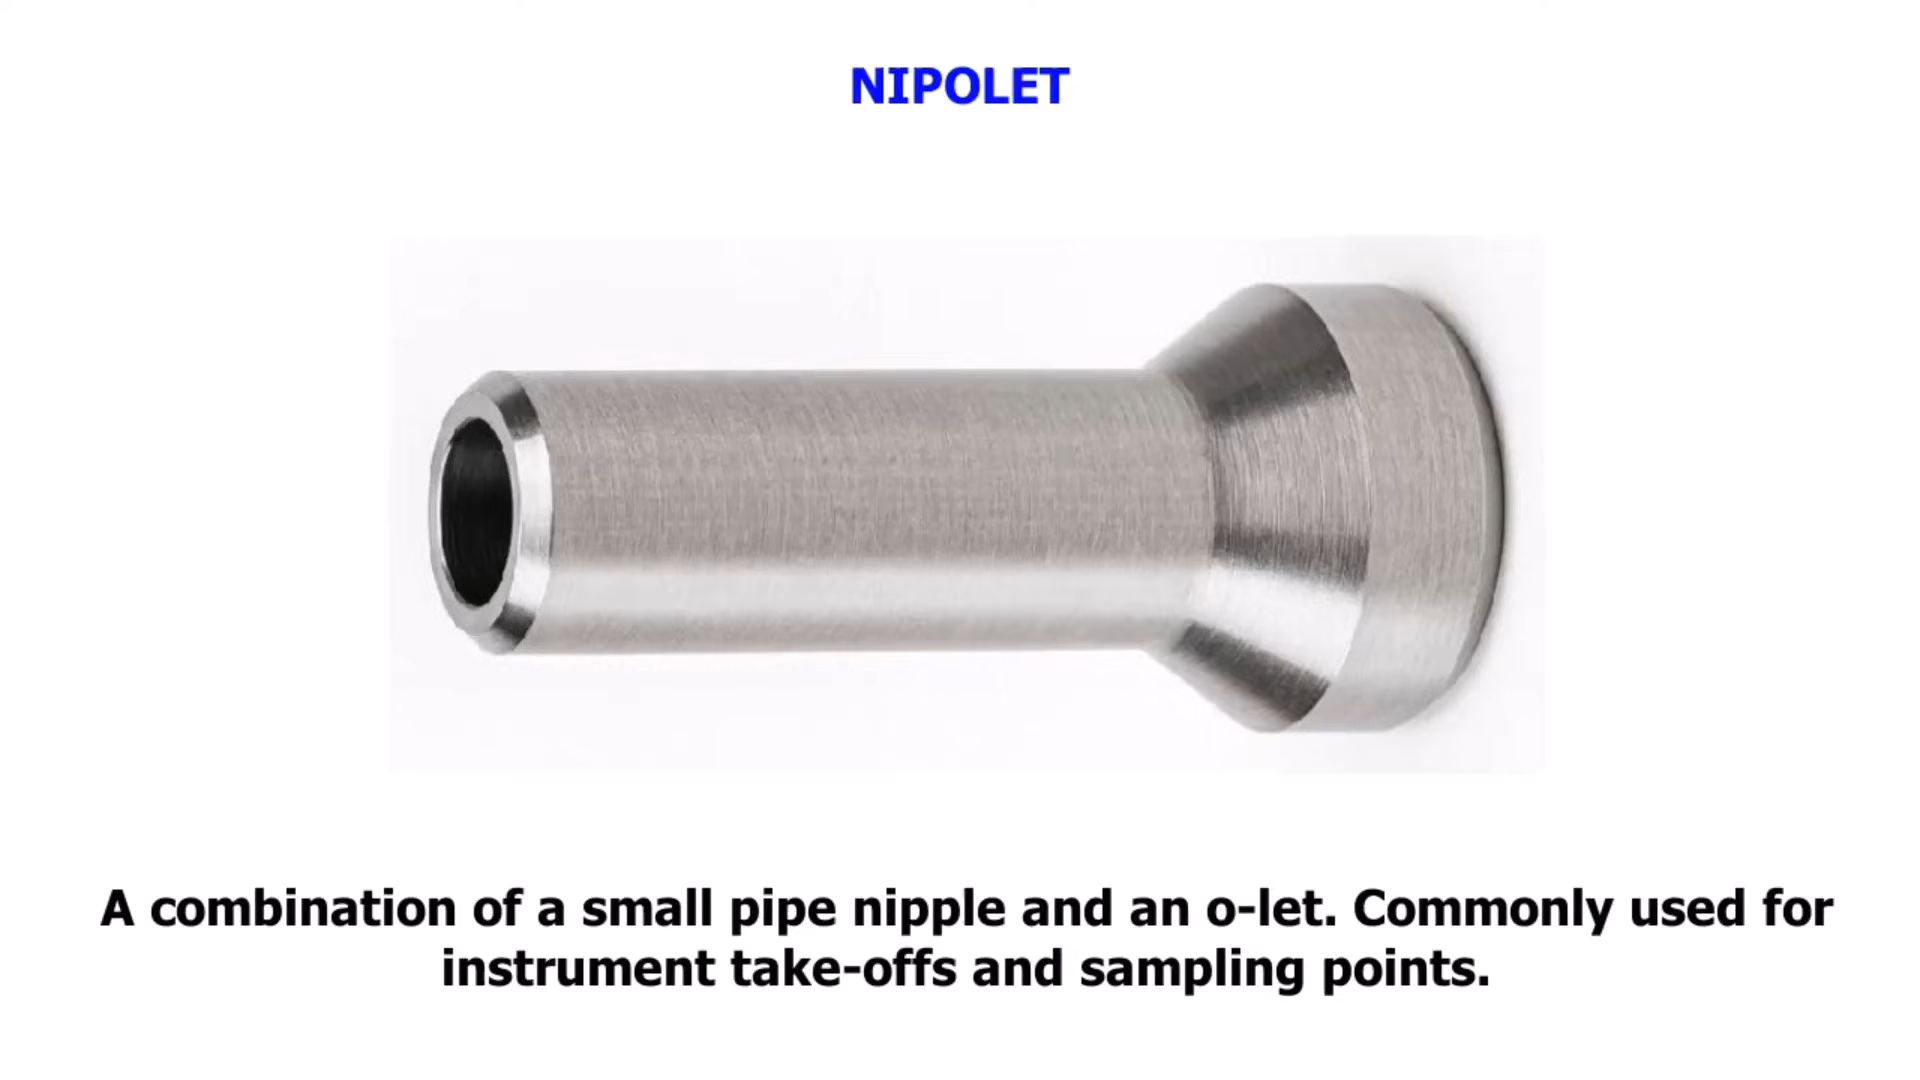 NIPOLET
A combination of a small pipe nipple and an o-let. Commonly used for
instrument take-offs and sampling points.